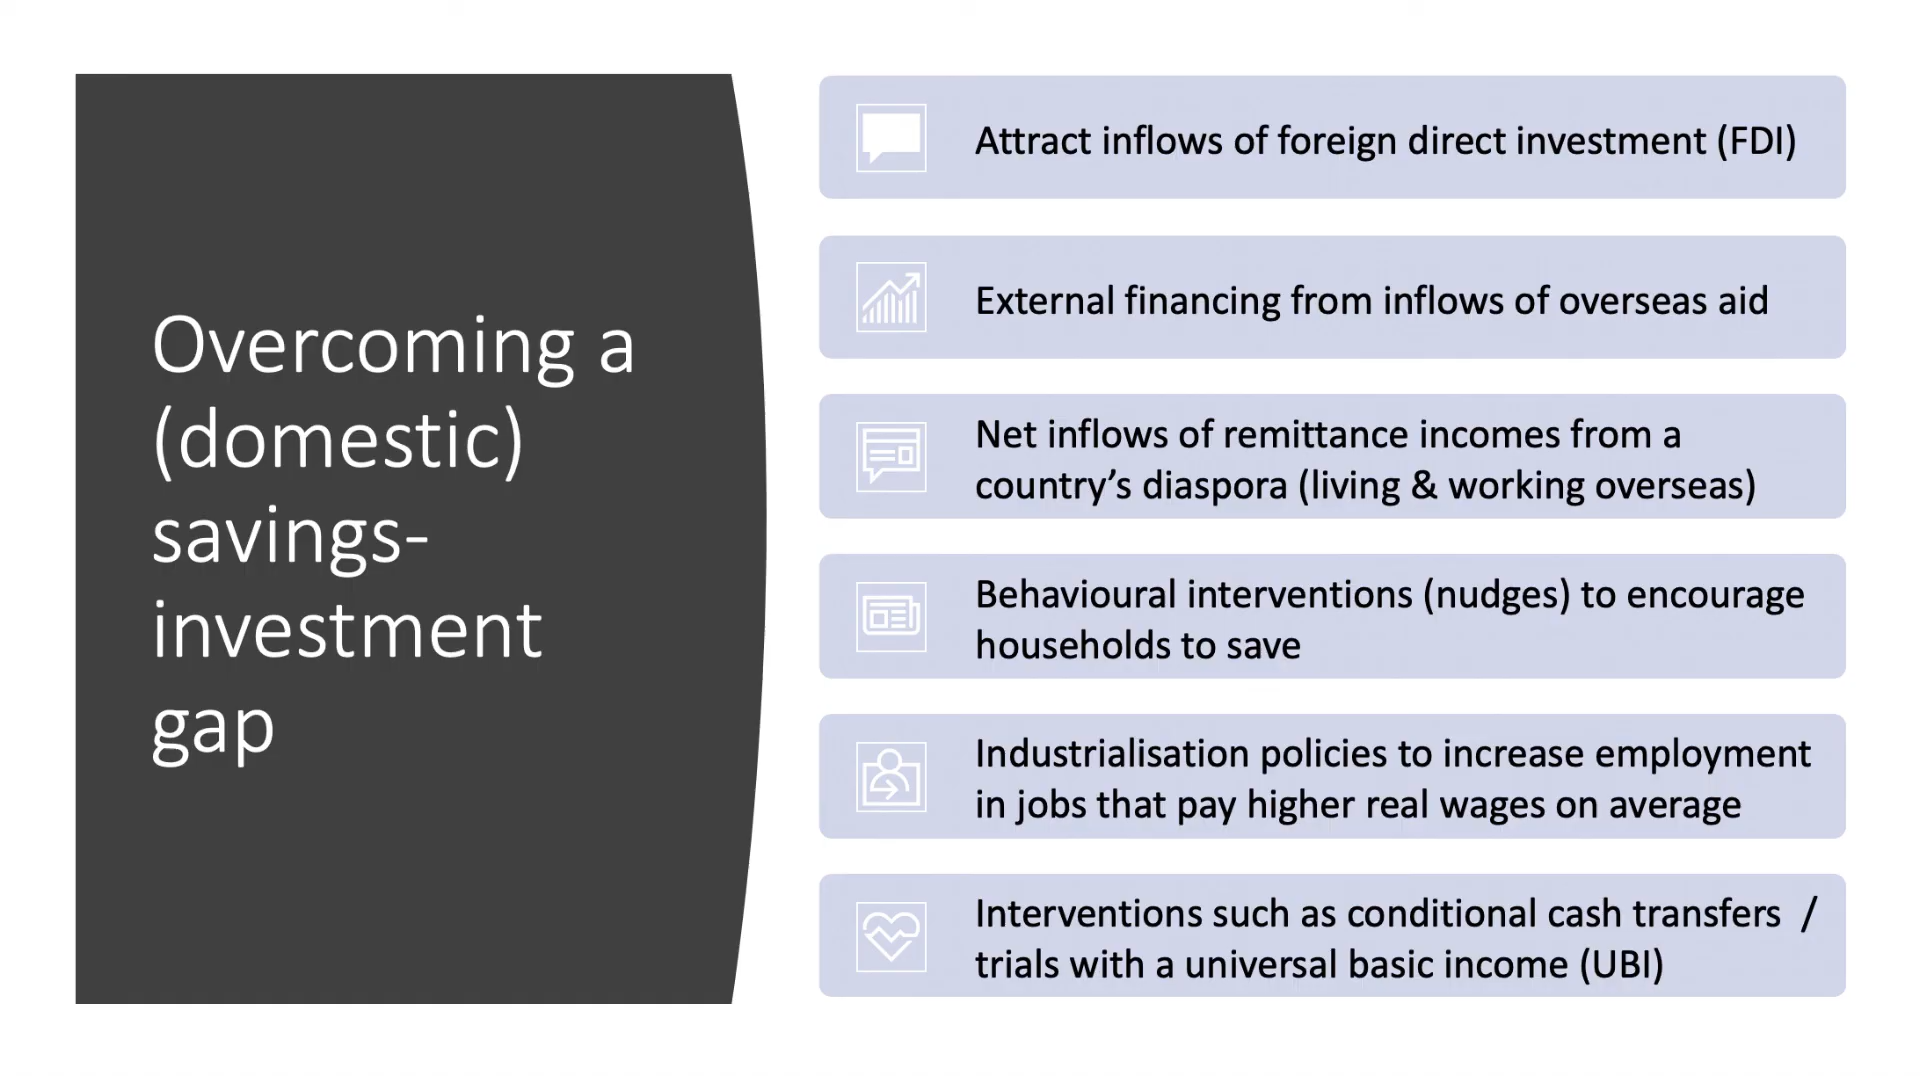 Overcoming a
(domestic)
savings-
investment
gap
Attract inflows of foreign direct investment (FDI)
External financing from inflows of overseas aid
Net inflows of remittance incomes from a
country’s diaspora (living & working overseas)
Behavioural interventions (nudges) to encourage
households to save
Industrialisation policies to increase employment
in jobs that pay higher real wages on average
Interventions such as conditional cash transfers /
trials with a universal basic income (UBI)